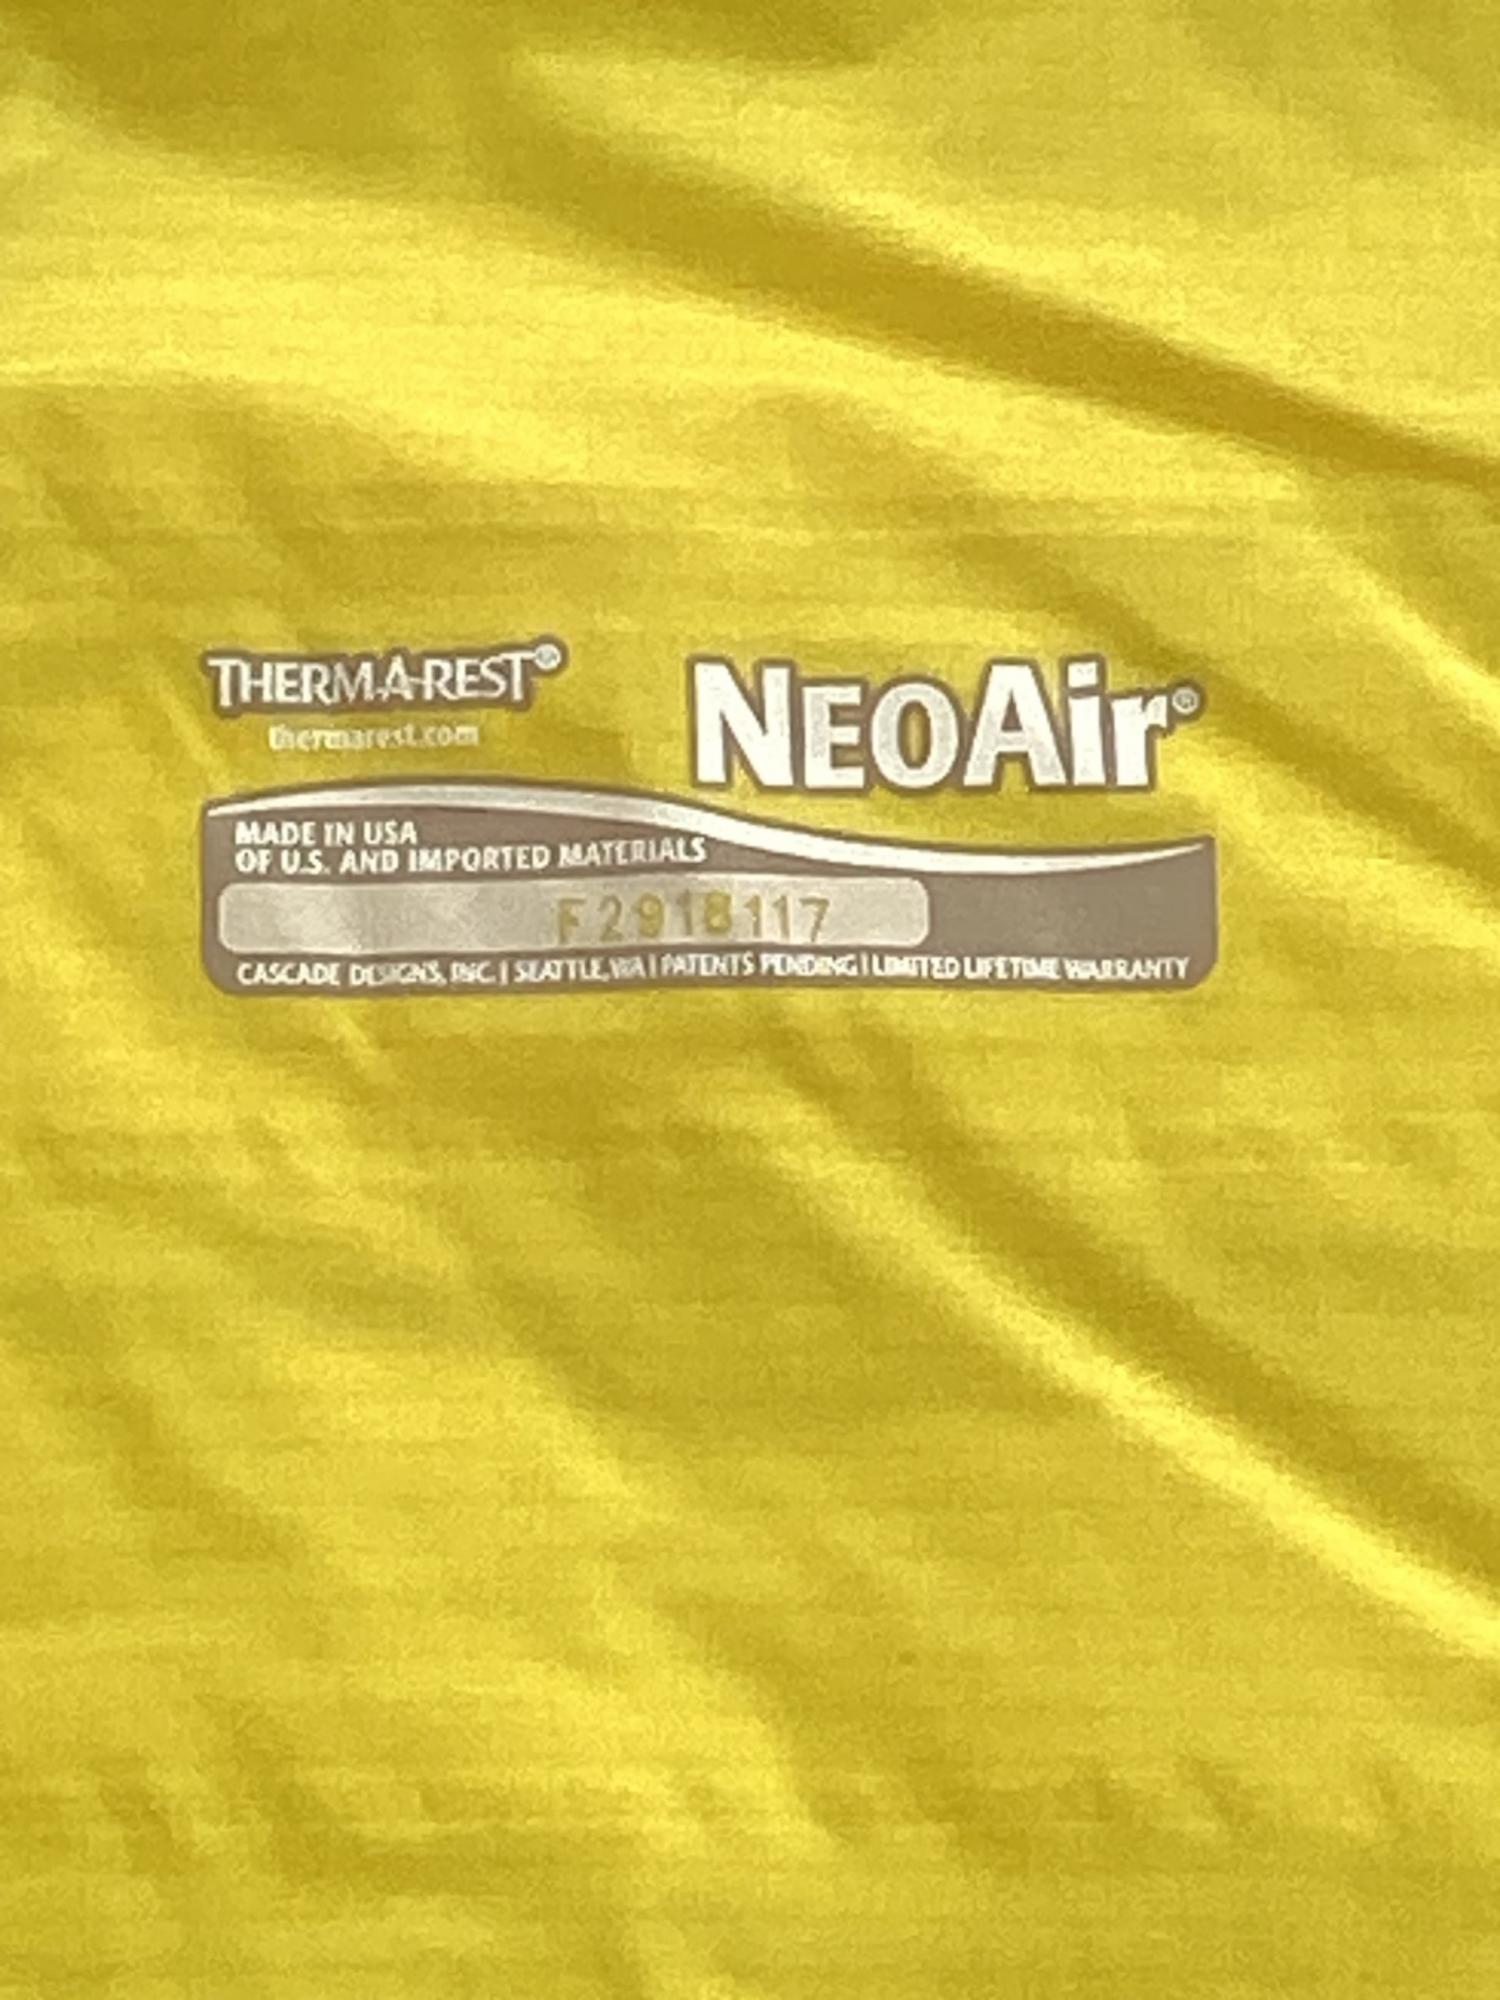 THERM-A-REST®
thermarest.com
NEOAir®
MADE IN USA
OF U.S. AND IMPORTED MATERIALS
F2918117
CASCADE DESIGNS, INC. | SEATTLE, WA | PATENTS PENDING | LIMITED LIFETIME WARRANTY